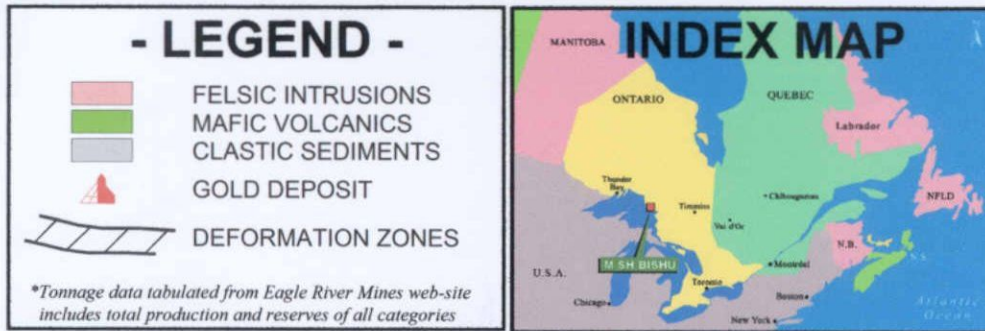 - LEGEND -
FELSIC INTRUSIONS
MAFIC VOLCANICS
CLASTIC SEDIMENTS
GOLD DEPOSIT
DEFORMATION ZONES
*Tonnage data tabulated from Eagle River Mines web-site
includes total production and reserves of all categories
INDEX MAP
MANITOBA
ONTARIO
QUEBEC
Labrador
Thunder
Bay
Timmins
Chibougamau
NFLD
Val d'Or
N.B.
N.S.
MISHIBISHU
Montréal
U.S.A.
Toronto
Chicago
Boston
New York
Atlantic
Ocean